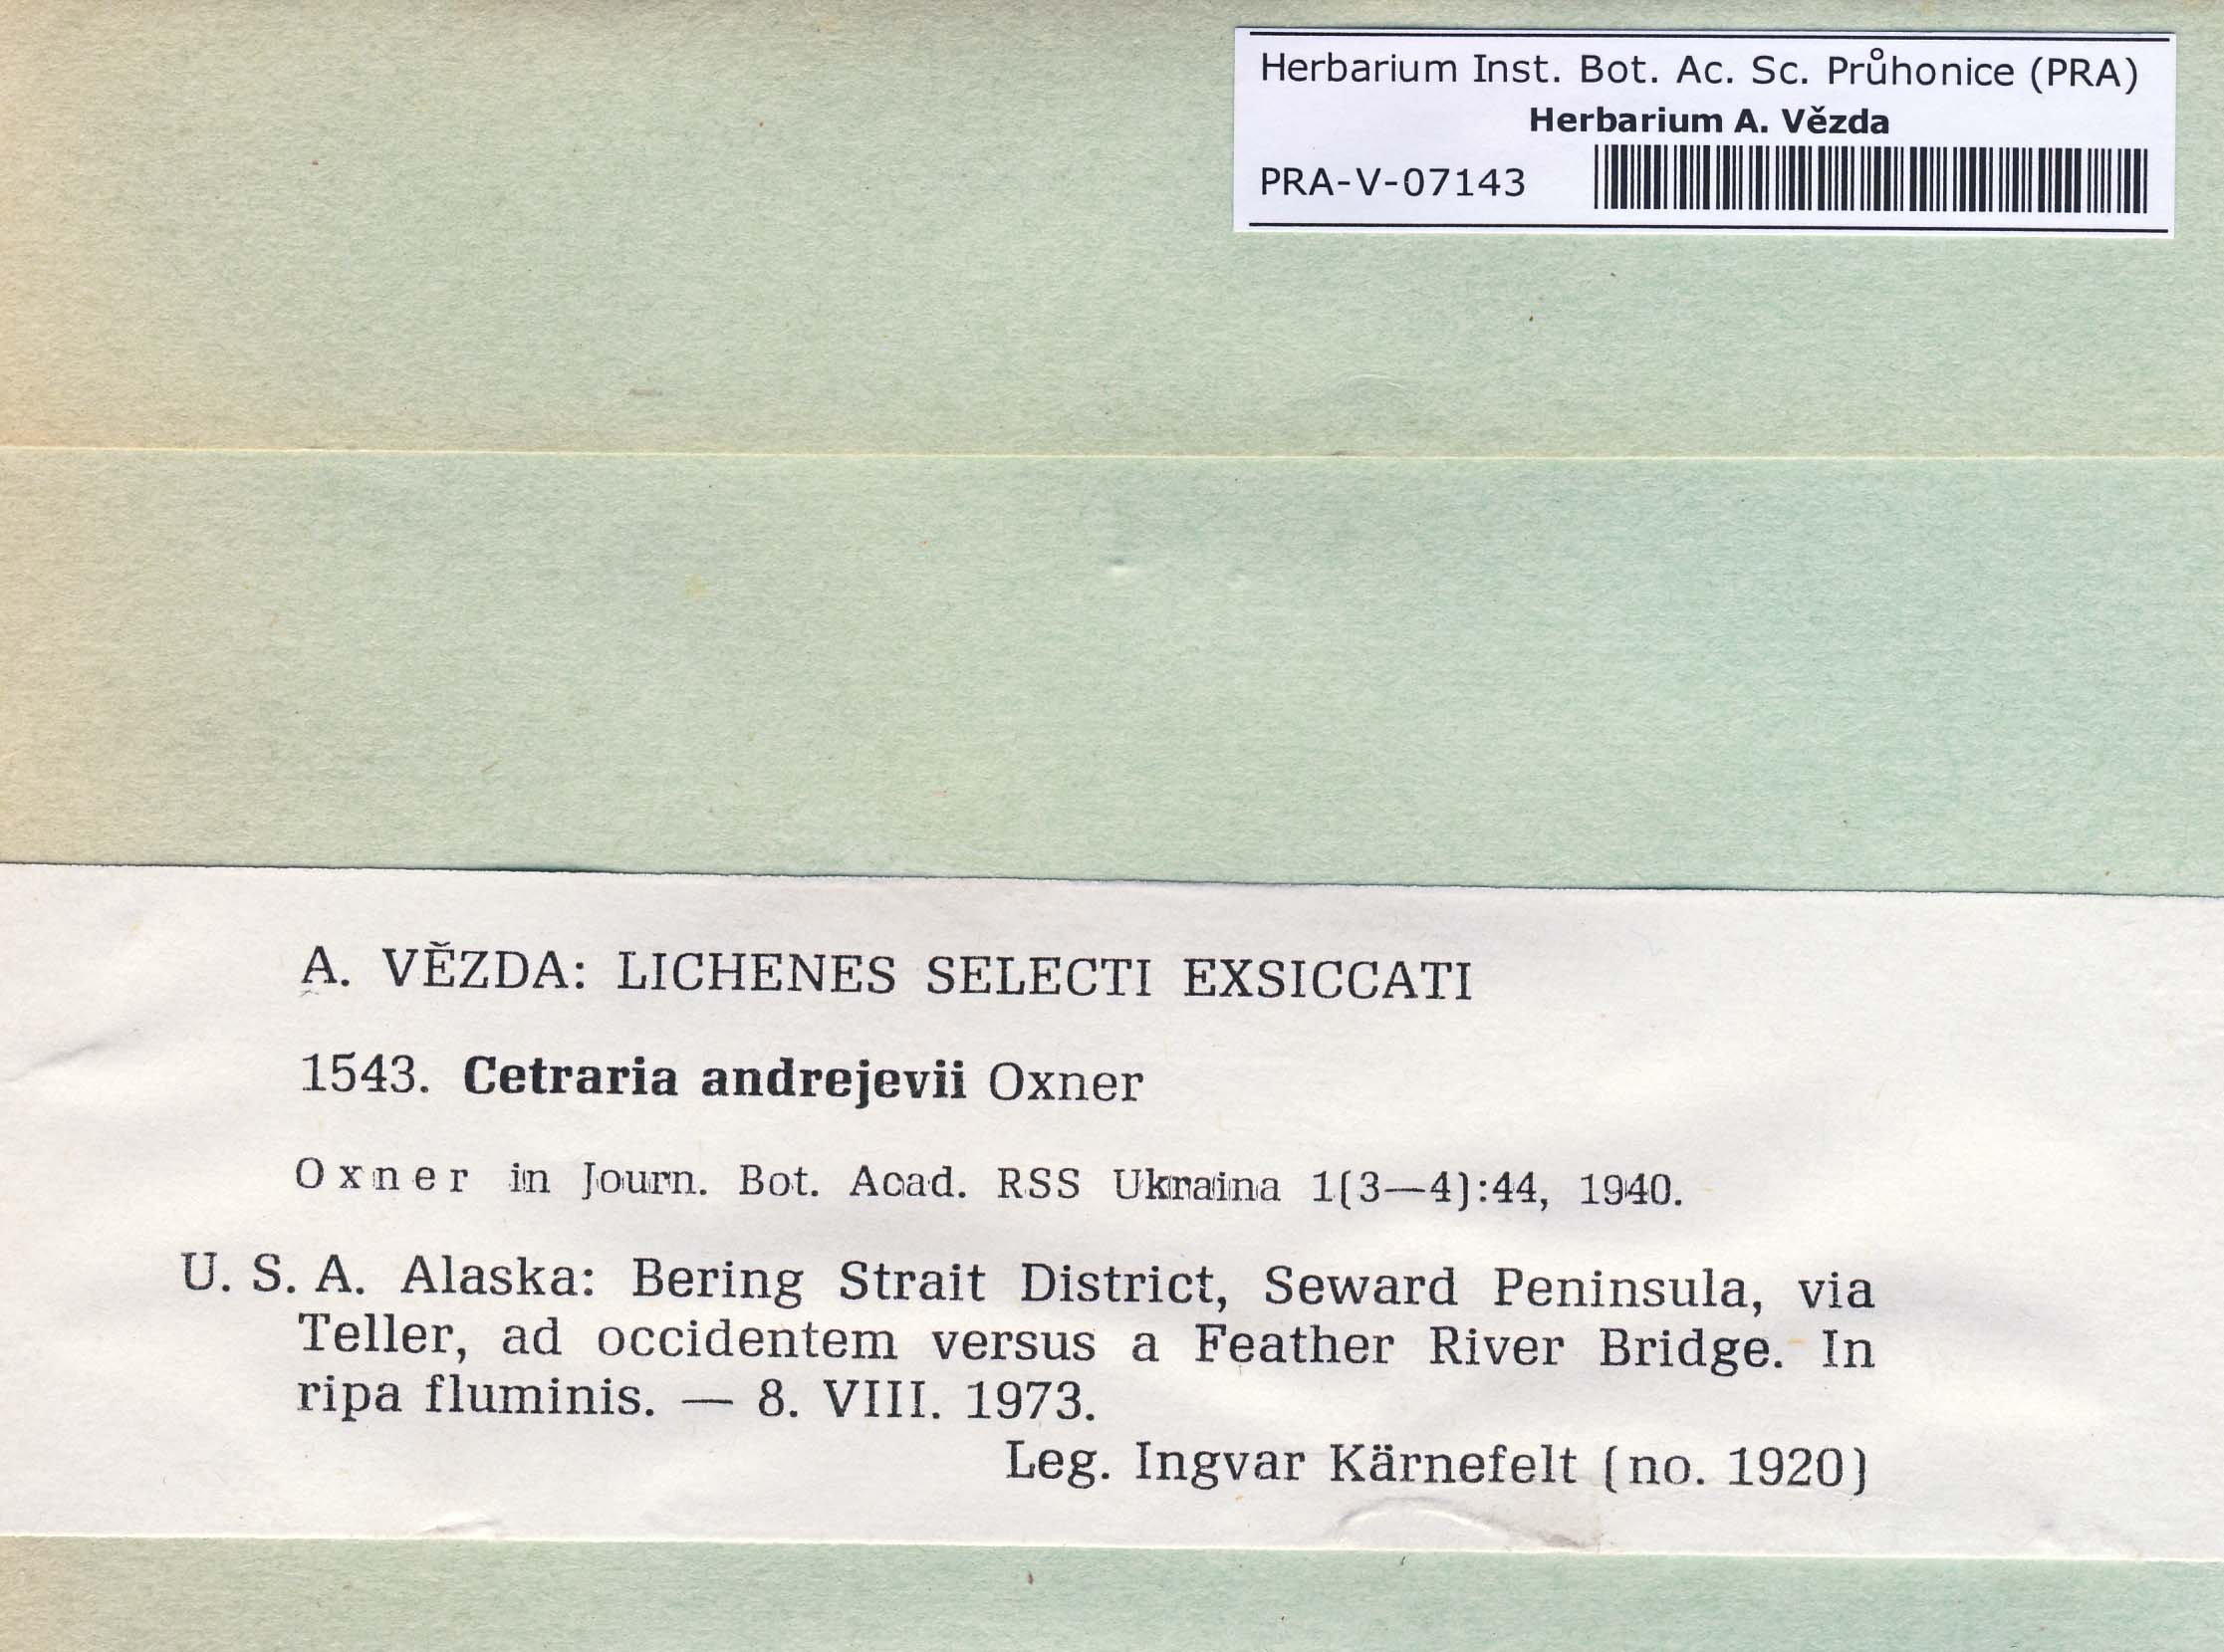 Herbarium Inst. Bot. Ac. Sc. Průhonice (PRA)
Herbarium A. Vězda
PRA-V-07143
A. VĚZDA: LICHENES SELECTI EXSICCATI
1543. Cetraria andrejevii Oxner
Oxner in Journ. Bot. Acad. RSS Ukraina 1(3—4):44, 1940.
U. S. A. Alaska: Bering Strait District, Seward Peninsula, via
Teller, ad occidentem versus a Feather River Bridge. In
ripa fluminis. — 8. VIII. 1973.
Leg. Ingvar Kärnefelt (no. 1920)